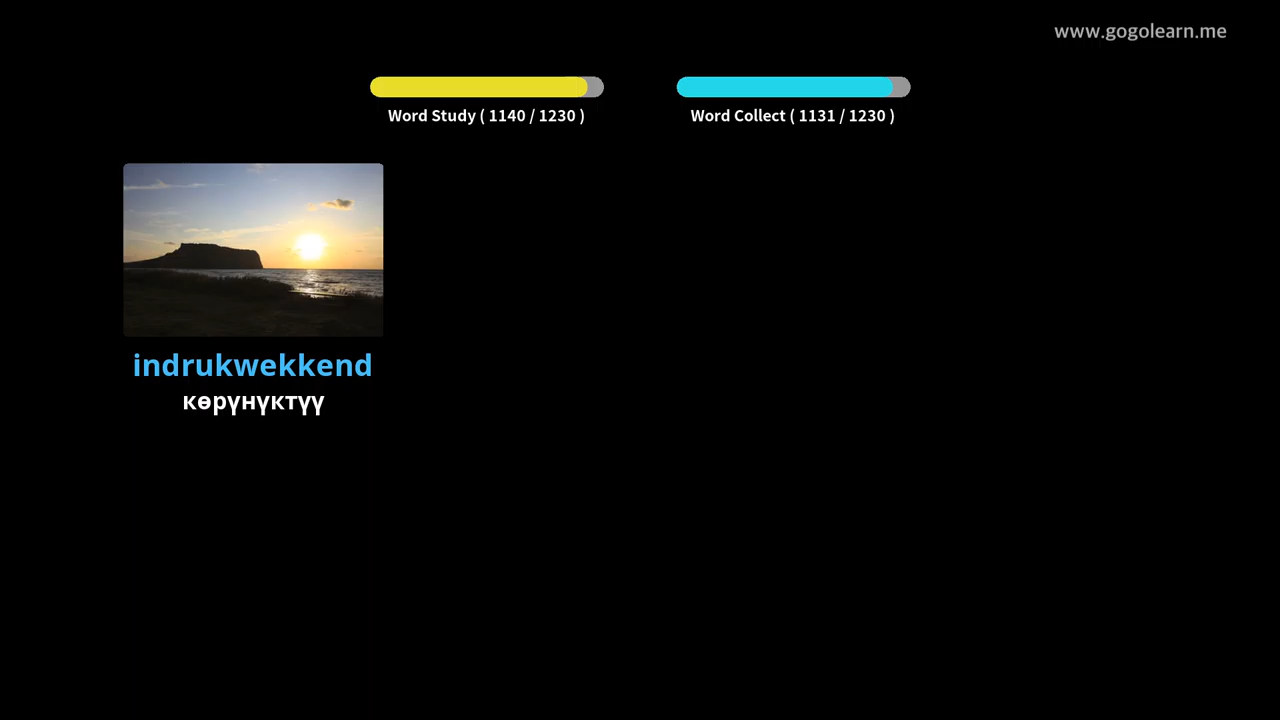 www.gogolearn.me
Word Study ( 1140 / 1230 )
Word Collect ( 1131 / 1230 )
indrukwekkend
көрүнүктүү